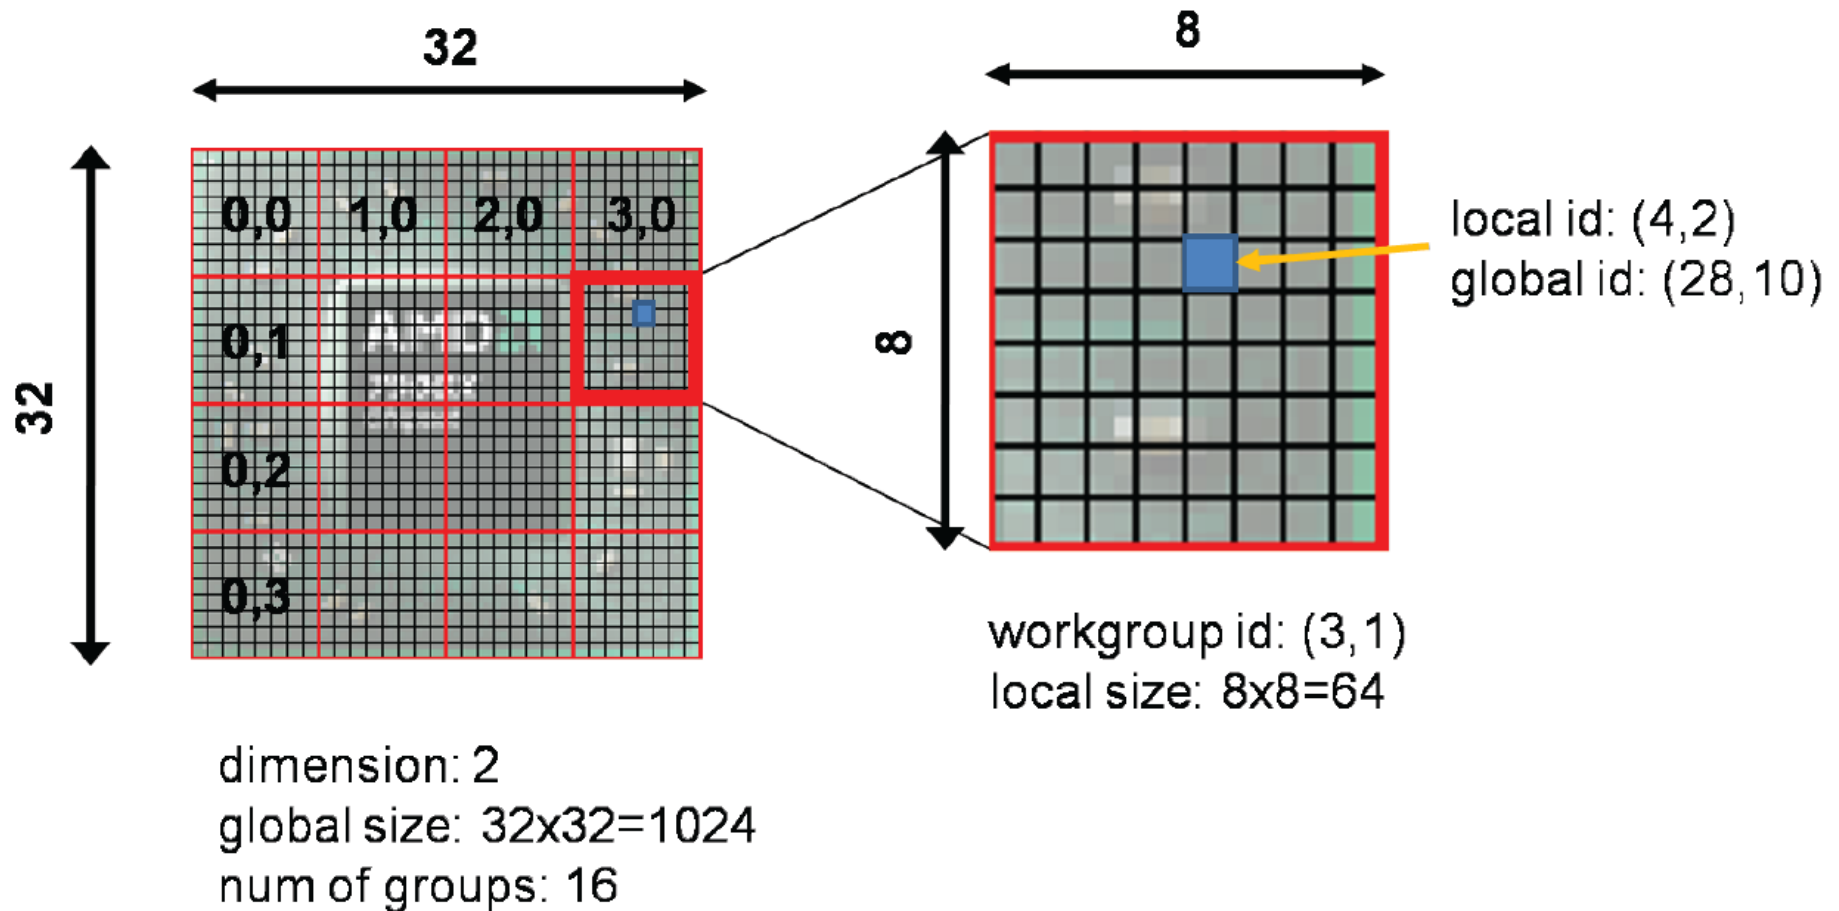 32
8
32
0,0 1,0 2,0 3,0
0,1
0,2
0,3
AMD
8
local id: (4,2)
global id: (28,10)
workgroup id: (3,1)
local size: 8x8=64
dimension: 2
global size: 32x32=1024
num of groups: 16